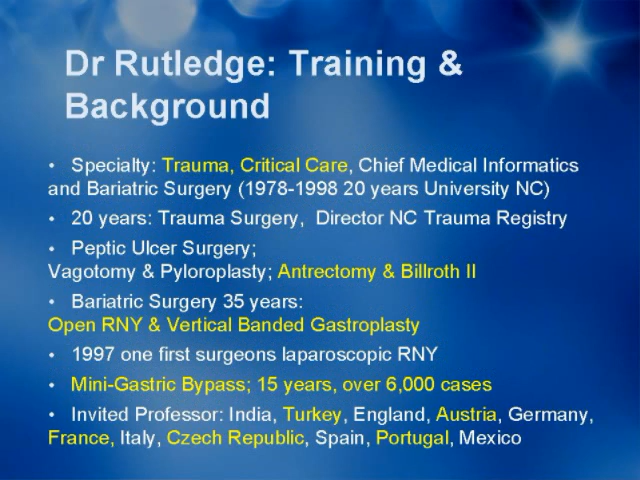 Dr Rutledge: Training &
Background
• Specialty: Trauma, Critical Care, Chief Medical Informatics
and Bariatric Surgery (1978-1998 20 years University NC)
• 20 years: Trauma Surgery, Director NC Trauma Registry
• Peptic Ulcer Surgery;
Vagotomy & Pyloroplasty; Antrectomy & Billroth II
• Bariatric Surgery 35 years:
Open RNY & Vertical Banded Gastroplasty
• 1997 one first surgeons laparoscopic RNY
• Mini-Gastric Bypass; 15 years, over 6,000 cases
• Invited Professor: India, Turkey, England, Austria, Germany,
France, Italy, Czech Republic, Spain, Portugal, Mexico